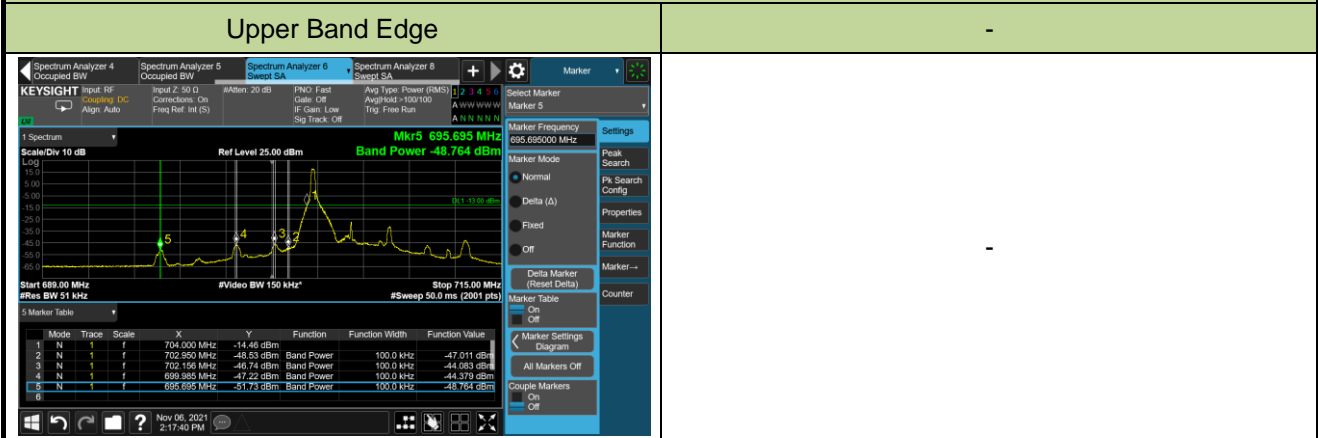 Upper Band Edge -
Spectrum Analyzer 4 Occupied BW
Spectrum Analyzer 5 Occupied BW
Spectrum Analyzer 6 Swept SA
Spectrum Analyzer 8 Swept SA
+
Marker
KEYSIGHT Input: RF Input Z: 50 Ω #Atten: 20 dB PNO: Fast Avg Type: Power (RMS) 1 2 3 4 5 6
Coupling: DC Corrections: On Gate: Off Avg|Hold:>100/100 A W W W W W
Align: Auto Freq Ref: Int (S) IF Gain: Low Trig: Free Run
Sig Track: Off A N N N N N
LXI
Select Marker
Marker 5
1 Spectrum
Mkr5 695.695 MHz
Scale/Div 10 dB Ref Level 25.00 dBm Band Power -48.764 dBm
Log
15.0
5.00
-5.00
-15.0
DL1 -13.00 dBm
-25.0
-35.0
-45.0
-55.0
-65.0
5 4 3 2
Start 689.00 MHz #Video BW 150 kHz* Stop 715.00 MHz
#Res BW 51 kHz #Sweep 50.0 ms (2001 pts)
5 Marker Table
Mode Trace Scale X Y Function Function Width Function Value
1 N 1 f 704.000 MHz -14.46 dBm
2 N 1 f 702.950 MHz -48.53 dBm Band Power 100.0 kHz -47.011 dBm
3 N 1 f 702.156 MHz -46.74 dBm Band Power 100.0 kHz -44.083 dBm
4 N 1 f 699.985 MHz -47.22 dBm Band Power 100.0 kHz -44.379 dBm
5 N 1 f 695.695 MHz -51.73 dBm Band Power 100.0 kHz -48.764 dBm
6
Marker Frequency
695.695000 MHz
Marker Mode
Normal
Delta (Δ)
Fixed
Off
Delta Marker
(Reset Delta)
Marker Table
On
Off
Marker Settings
Diagram
All Markers Off
Couple Markers
On
Off
Settings
Peak
Search
Pk Search
Config
Properties
Marker
Function
Marker→
Counter
? Nov 06, 2021
2:17:40 PM
-